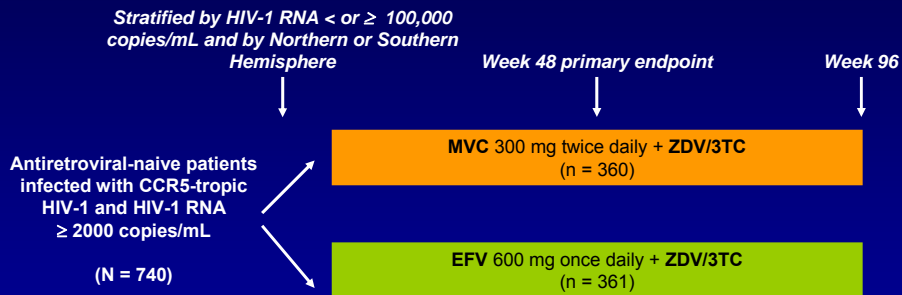 Stratified by HIV-1 RNA < or ≥ 100,000
copies/mL and by Northern or Southern
Hemisphere
Week 48 primary endpoint
Week 96
Antiretroviral-naive patients
infected with CCR5-tropic
HIV-1 and HIV-1 RNA
≥ 2000 copies/mL
(N = 740)
MVC 300 mg twice daily + ZDV/3TC
(n = 360)
EFV 600 mg once daily + ZDV/3TC
(n = 361)